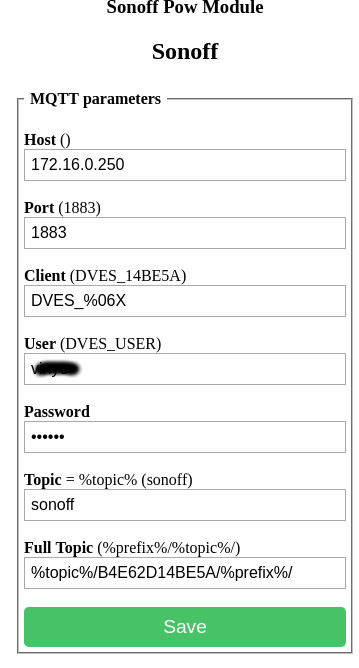 Sonoff Pow Module
Sonoff
MQTT parameters
Host ()
172.16.0.250
Port (1883)
1883
Client (DVES_14BE5A)
DVES_%06X
User (DVES_USER)
Password
••••••
Topic = %topic% (sonoff)
sonoff
Full Topic (%prefix%/%topic%/)
%topic%/B4E62D14BE5A/%prefix%/
Save